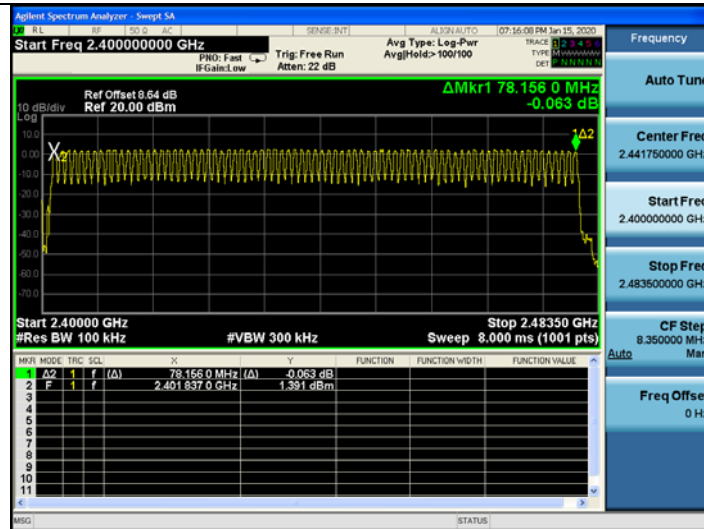 Agilent Spectrum Analyzer - Swept SA
RL RF 50 Ω AC SENSE:INT ALIGN AUTO 07:16:08 PM Jan 15, 2020
Start Freq 2.400000000 GHz
PNO: Fast
IFGain:Low
Trig: Free Run
Atten: 22 dB
Avg Type: Log-Pwr
Avg|Hold:>100/100
TRACE 1 2 3 4 5 6
TYPE M
DET P N N N N N
Ref Offset 8.64 dB
Ref 20.00 dBm
ΔMkr1 78.156 0 MHz
-0.063 dB
10 dB/div
Log
10.0
0.00
-10.0
-20.0
-30.0
-40.0
-50.0
-60.0
-70.0
X2
1Δ2
Start 2.40000 GHz
Stop 2.48350 GHz
#Res BW 100 kHz
#VBW 300 kHz
Sweep 8.000 ms (1001 pts)
MKR MODE TRC SCL X Y FUNCTION FUNCTION WIDTH FUNCTION VALUE
1 Δ2 1 f (Δ) 78.156 0 MHz (Δ) -0.063 dB
2 F 1 f 2.401 837 0 GHz 1.391 dBm
3
4
5
6
7
8
9
10
11
MSG
STATUS
Frequency
Auto Tune
Center Freq
2.441750000 GHz
Start Freq
2.400000000 GHz
Stop Freq
2.483500000 GHz
CF Step
8.350000 MHz
Auto Man
Freq Offset
0 Hz